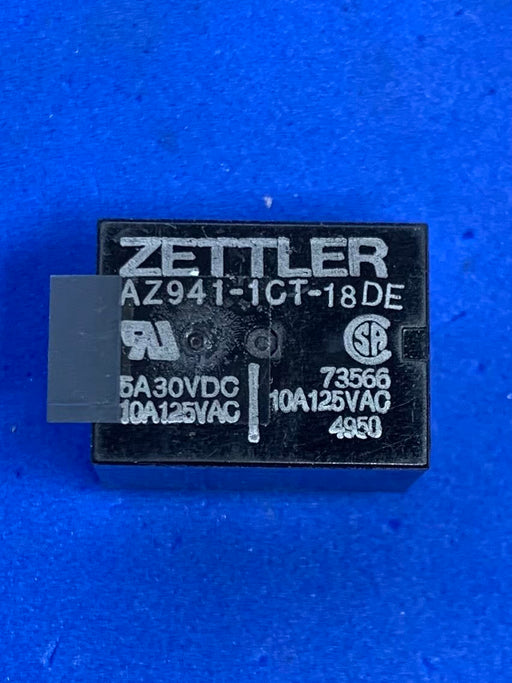 ZETTLER
AZ941-1CT-18DE
5A30VDC
10A125VAC
73566
10A125VAC
4950